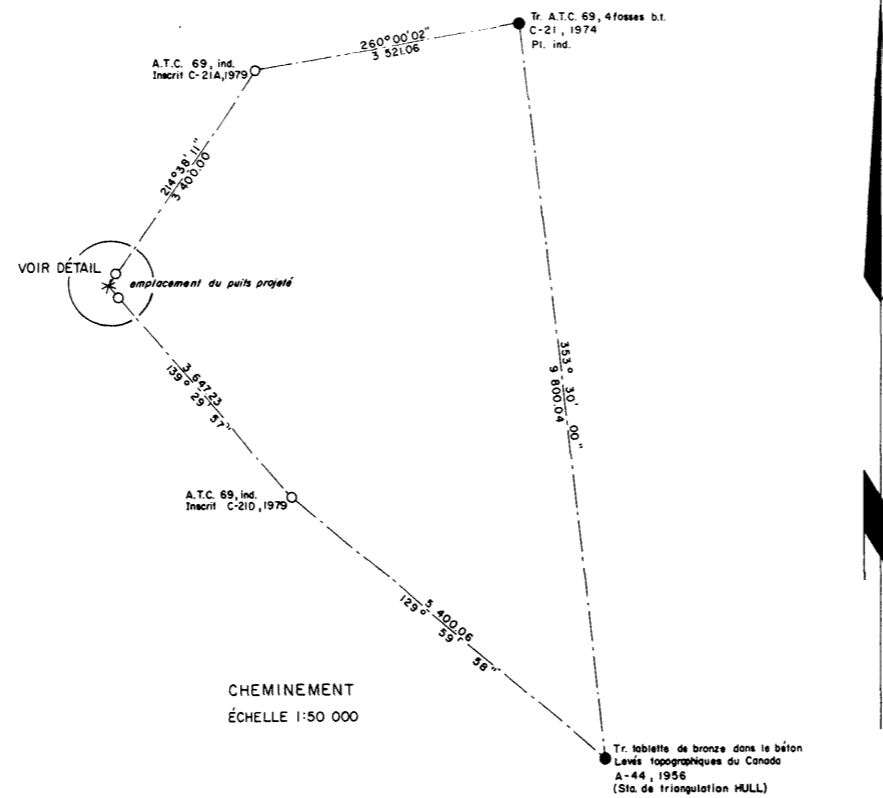 Tr. A.T.C. 69, 4 fosses b.t.
C-21, 1974
Pl. ind.
260° 00' 02"
3 521.06
A.T.C. 69, ind.
Inscrit C-21A, 1979
214° 38' 11"
3 400.00
VOIR DÉTAIL
emplacement du puits projeté
3 647.23
139° 29' 57"
353° 30' 00"
9 800.04
A.T.C. 69, ind.
Inscrit C-21D, 1979
5 400.06
129° 59' 58"
CHEMINEMENT
ÉCHELLE 1:50 000
Tr. tablette de bronze dans le béton
Levés topographiques du Canada
A-44, 1956
(Sta. de triangulation HULL)